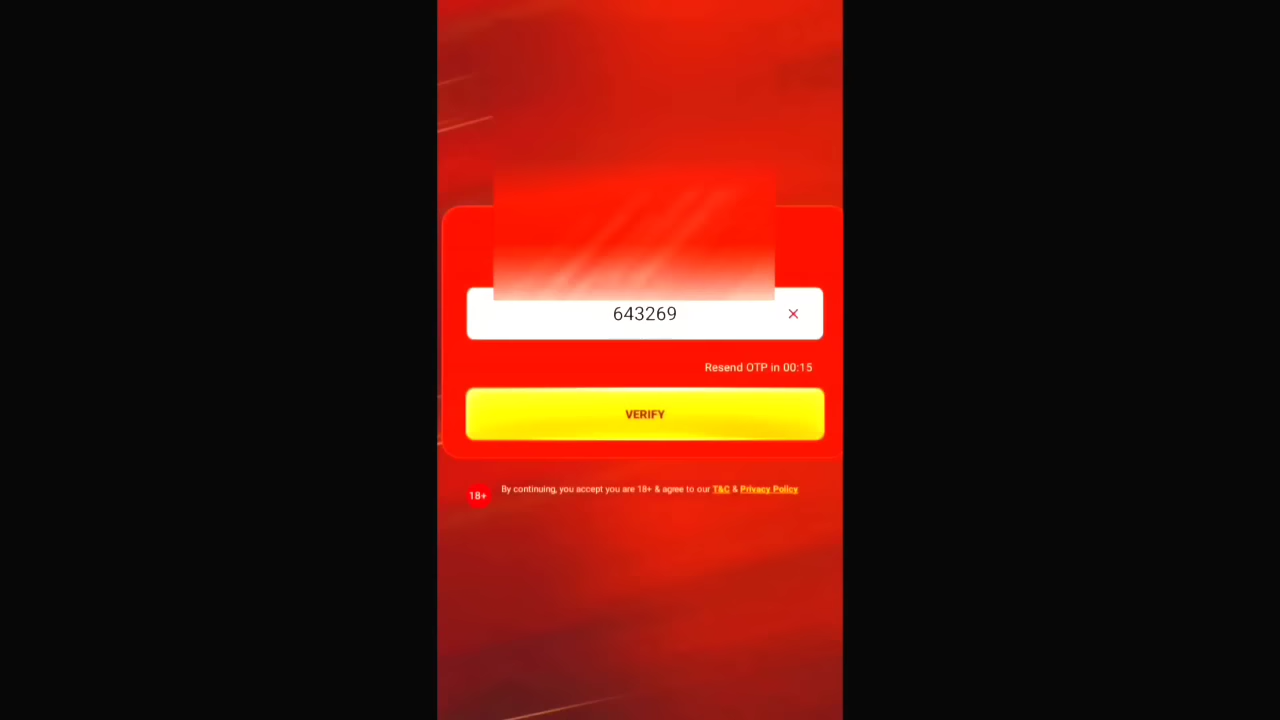 643269
Resend OTP in 00:15
VERIFY
18+ By continuing, you accept you are 18+ & agree to our T&C & Privacy Policy